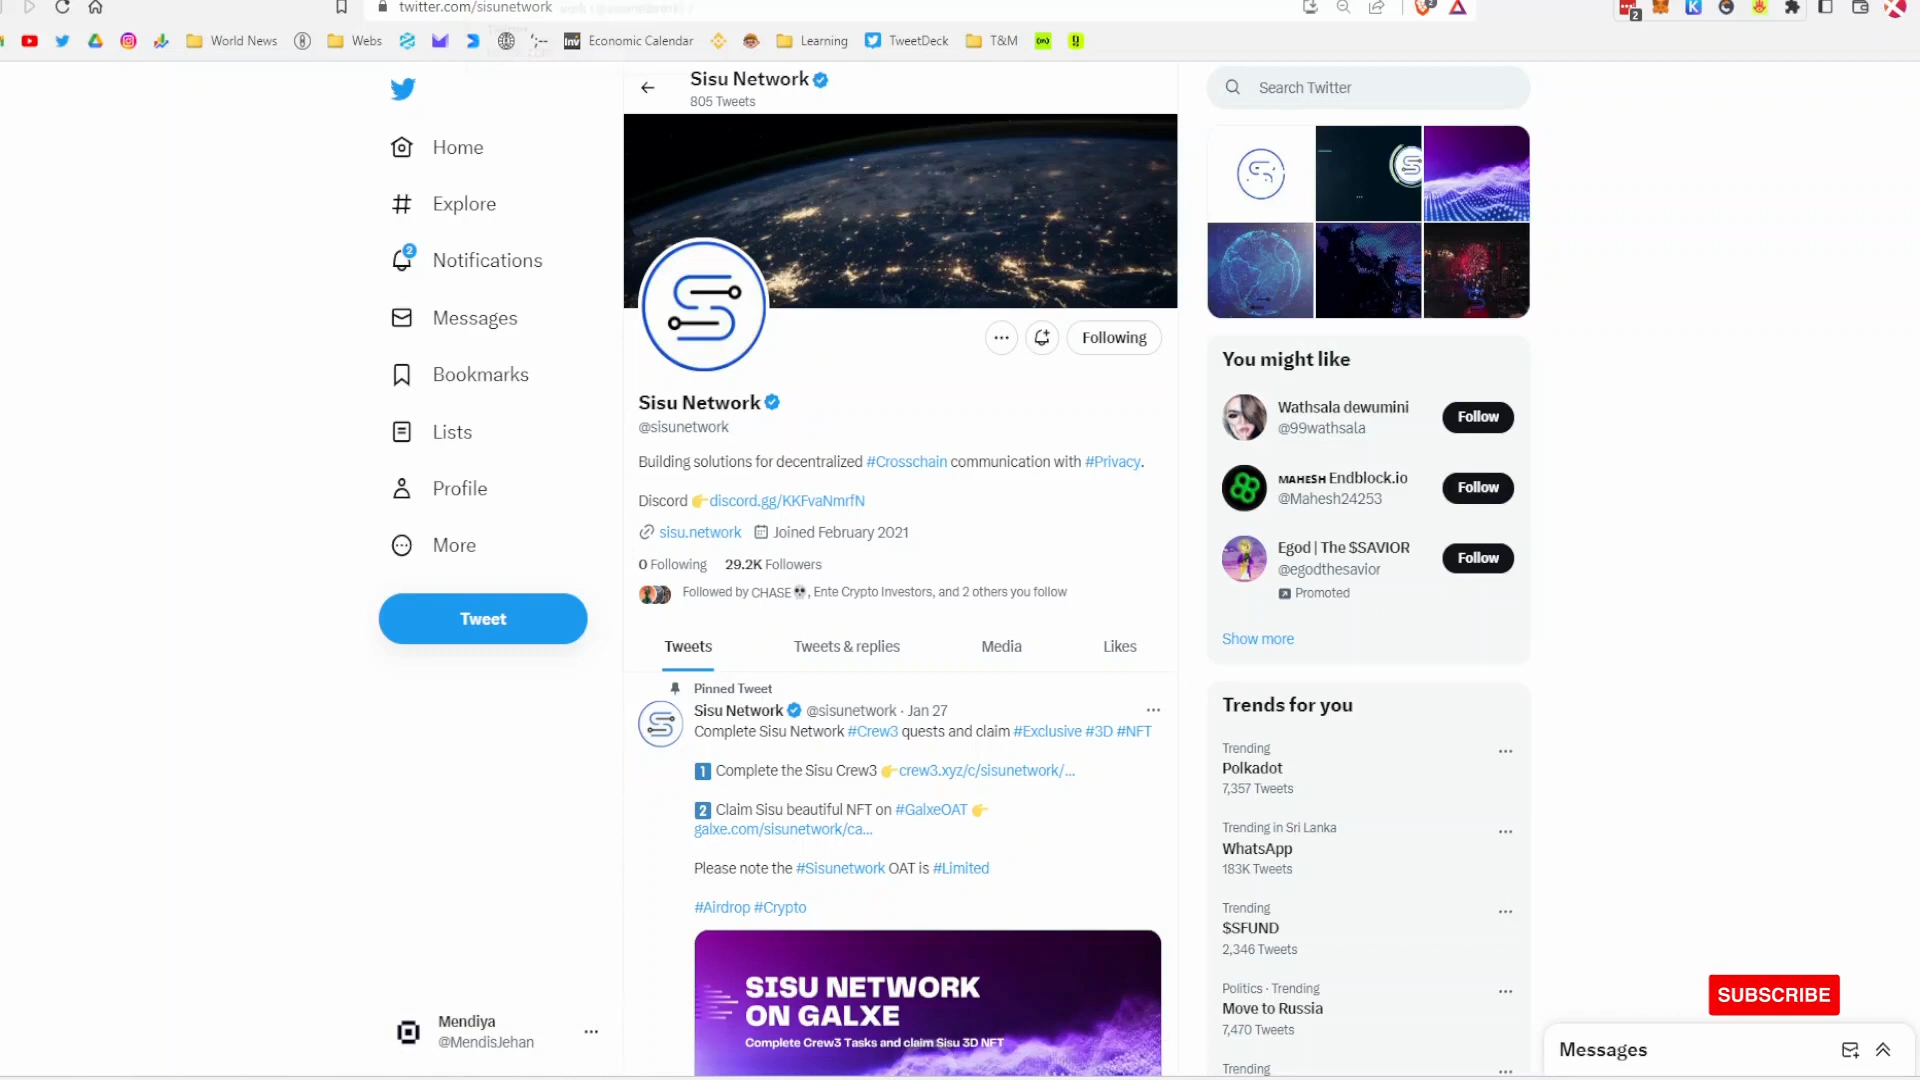 twitter.com/sisunetwork
World News
Webs
Economic Calendar
Learning
TweetDeck
T&M
Sisu Network
805 Tweets
Search Twitter
Home
Explore
2
Notifications
Messages
Bookmarks
Lists
Profile
More
Tweet
Following
Sisu Network
@sisunetwork
Building solutions for decentralized #Crosschain communication with #Privacy.
Discord 👉discord.gg/KKFvaNmrfN
sisu.network Joined February 2021
0 Following 29.2K Followers
Followed by CHASE💀, Ente Crypto Investors, and 2 others you follow
Tweets Tweets & replies Media Likes
Pinned Tweet
Sisu Network @sisunetwork · Jan 27
Complete Sisu Network #Crew3 quests and claim #Exclusive #3D #NFT
1️⃣ Complete the Sisu Crew3 👉crew3.xyz/c/sisunetwork/...
2️⃣ Claim Sisu beautiful NFT on #GalxeOAT 👉
galxe.com/sisunetwork/ca...
Please note the #Sisunetwork OAT is #Limited
#Airdrop #Crypto
SISU NETWORK
ON GALXE
Complete Crew3 Tasks and claim Sisu 3D NFT
You might like
Wathsala dewumini
@99wathsala
Follow
ᴍᴀʜᴇsʜ Endblock.io
@Mahesh24253
Follow
Egod | The $SAVIOR
@egodthesavior
Promoted
Follow
Show more
Trends for you
Trending
Polkadot
7,357 Tweets
Trending in Sri Lanka
WhatsApp
183K Tweets
Trending
$SFUND
2,346 Tweets
Politics · Trending
Move to Russia
7,470 Tweets
Trending
Mendiya
@MendisJehan
SUBSCRIBE
Messages